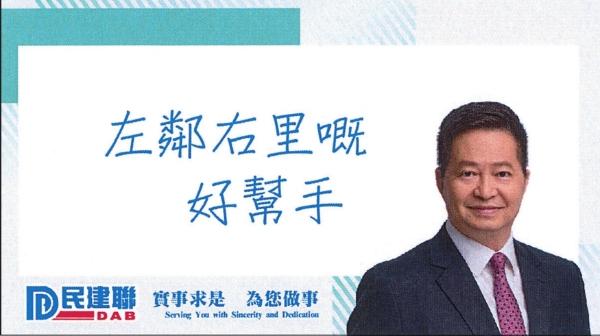 左鄰右里嘅
好幫手
民建聯
DAB
實事求是 為您做事
Serving You with Sincerity and Dedication